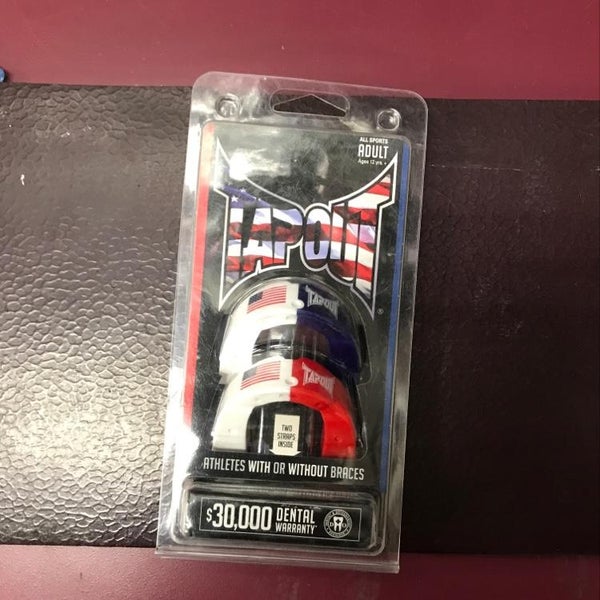 ALL SPORTS
ADULT
Ages 12 yrs. +
TAPOUT
®
TAPOUT
TAPOUT
TWO
STRAPS
INSIDE
ATHLETES WITH OR WITHOUT BRACES
$30,000 DENTAL
WARRANTY*